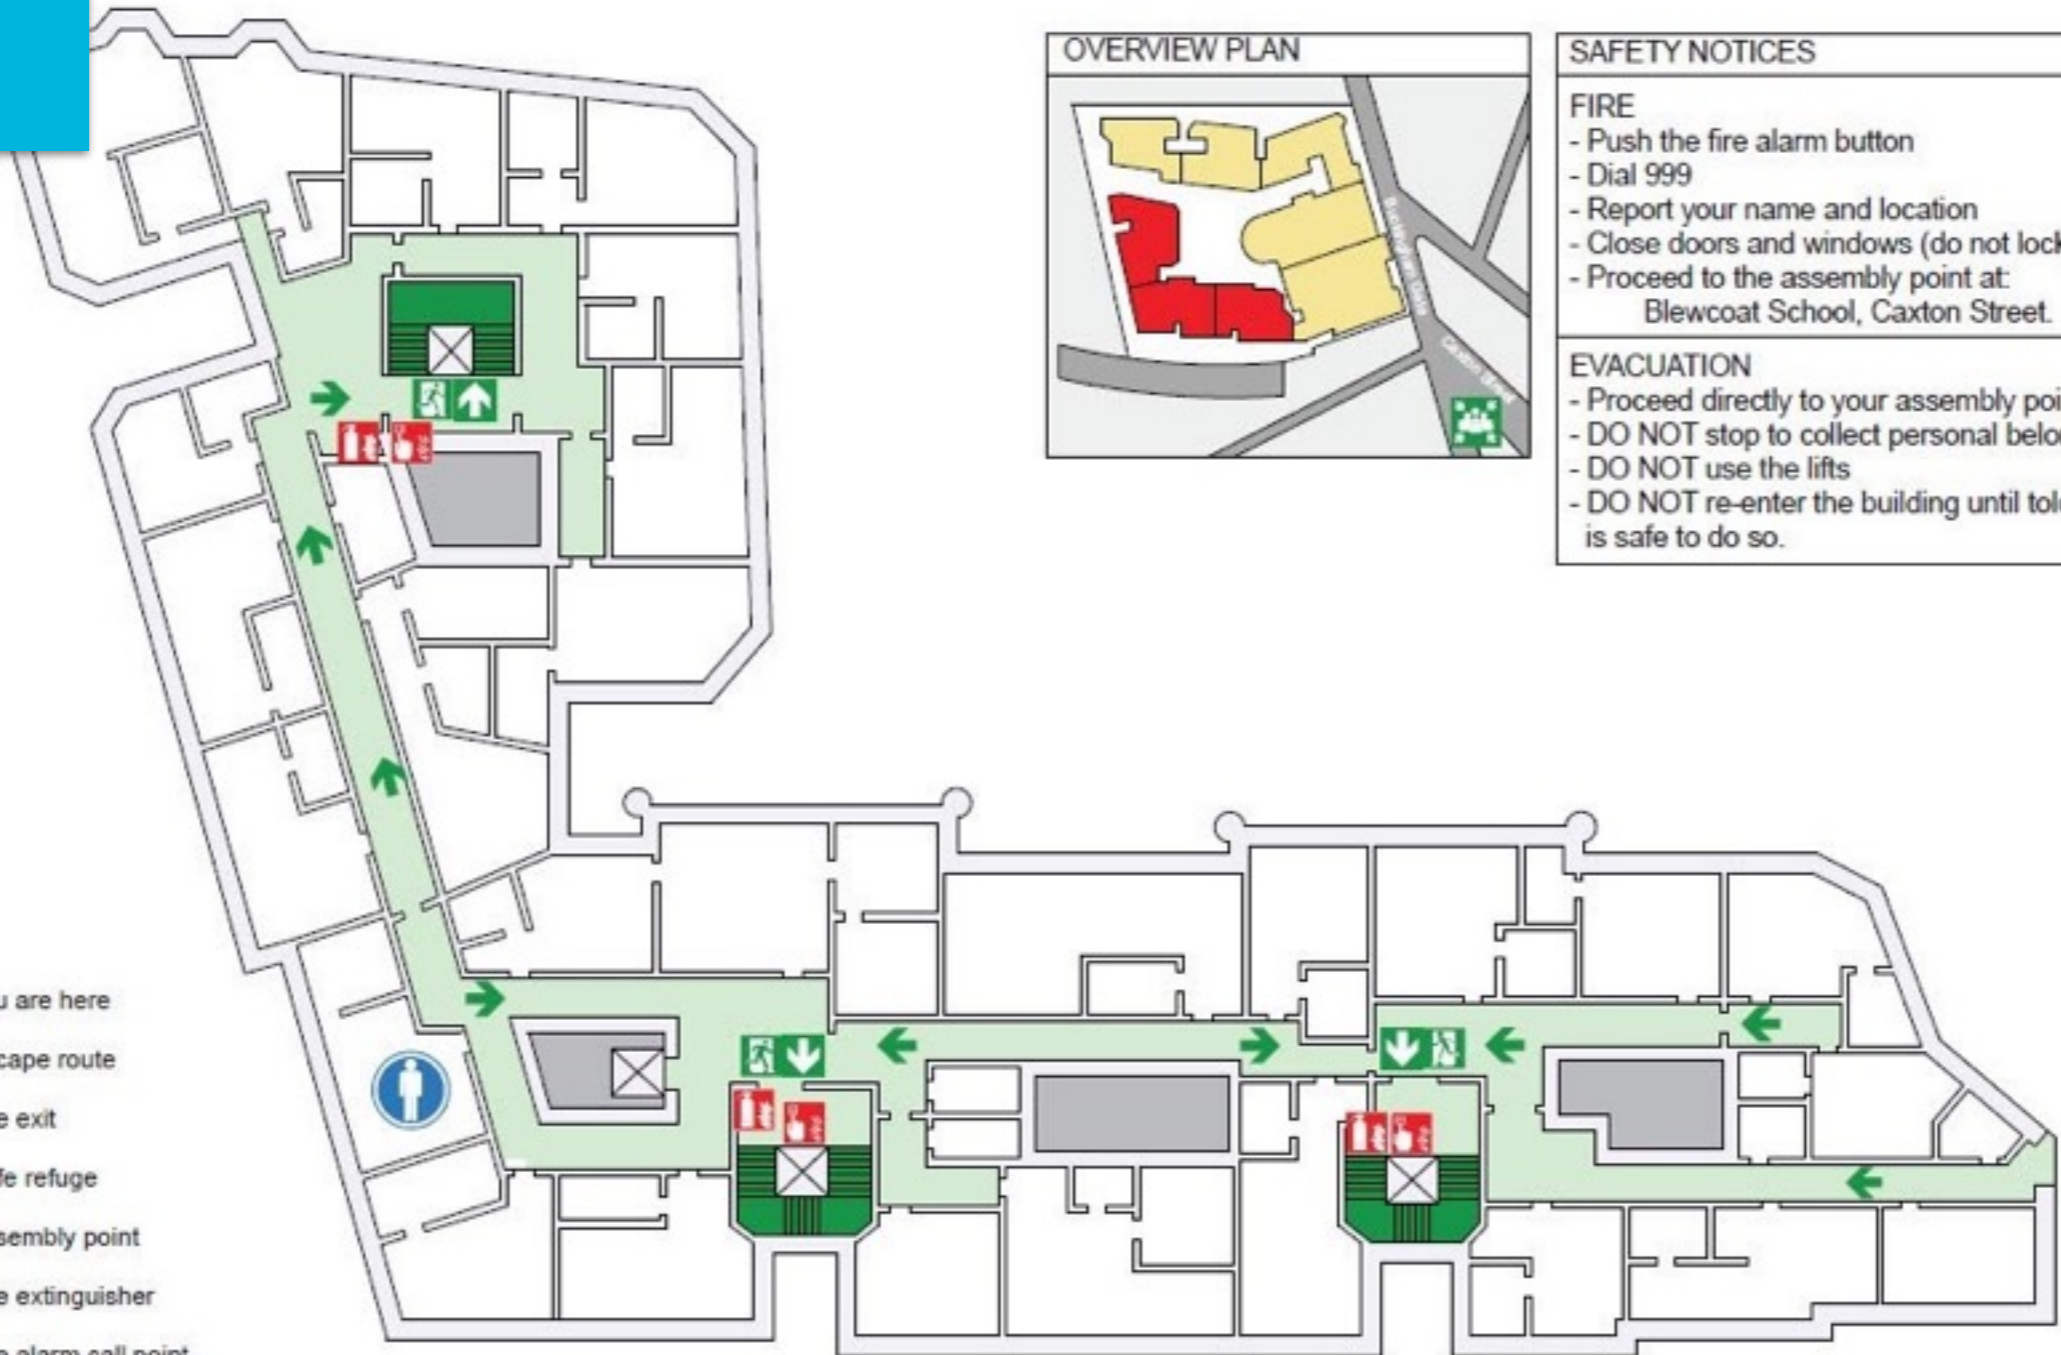 OVERVIEW PLAN
SAFETY NOTICES
FIRE
- Push the fire alarm button
- Dial 999
- Report your name and location
- Close doors and windows (do not lock
- Proceed to the assembly point at:
Blewcoat School, Caxton Street.
EVACUATION
- Proceed directly to your assembly poi
- DO NOT stop to collect personal belo
- DO NOT use the lifts
- DO NOT re-enter the building until tol
is safe to do so.
u are here
cape route
e exit
fe refuge
sembly point
e extinguisher
e alarm call point